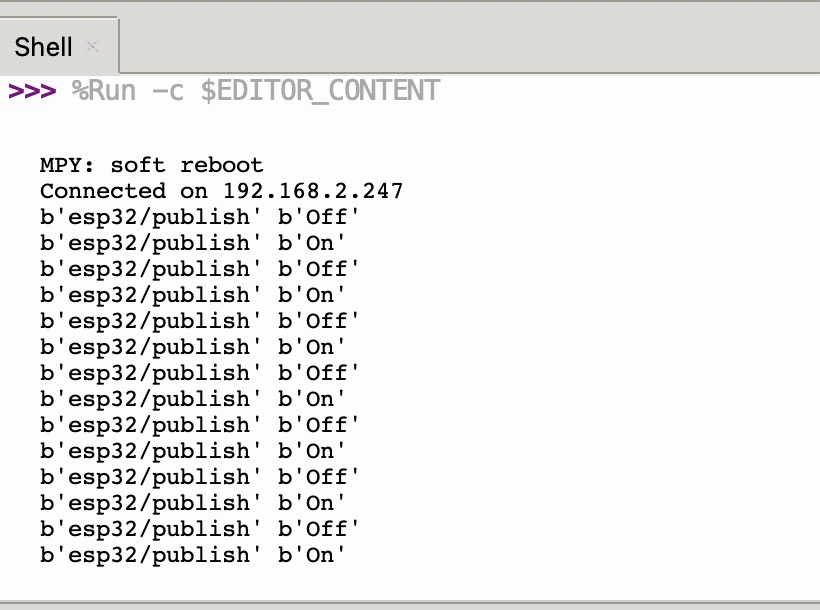 Shell ×
>>> %Run -c $EDITOR_CONTENT
MPY: soft reboot
Connected on 192.168.2.247
b'esp32/publish' b'Off'
b'esp32/publish' b'On'
b'esp32/publish' b'Off'
b'esp32/publish' b'On'
b'esp32/publish' b'Off'
b'esp32/publish' b'On'
b'esp32/publish' b'Off'
b'esp32/publish' b'On'
b'esp32/publish' b'Off'
b'esp32/publish' b'On'
b'esp32/publish' b'Off'
b'esp32/publish' b'On'
b'esp32/publish' b'Off'
b'esp32/publish' b'On'